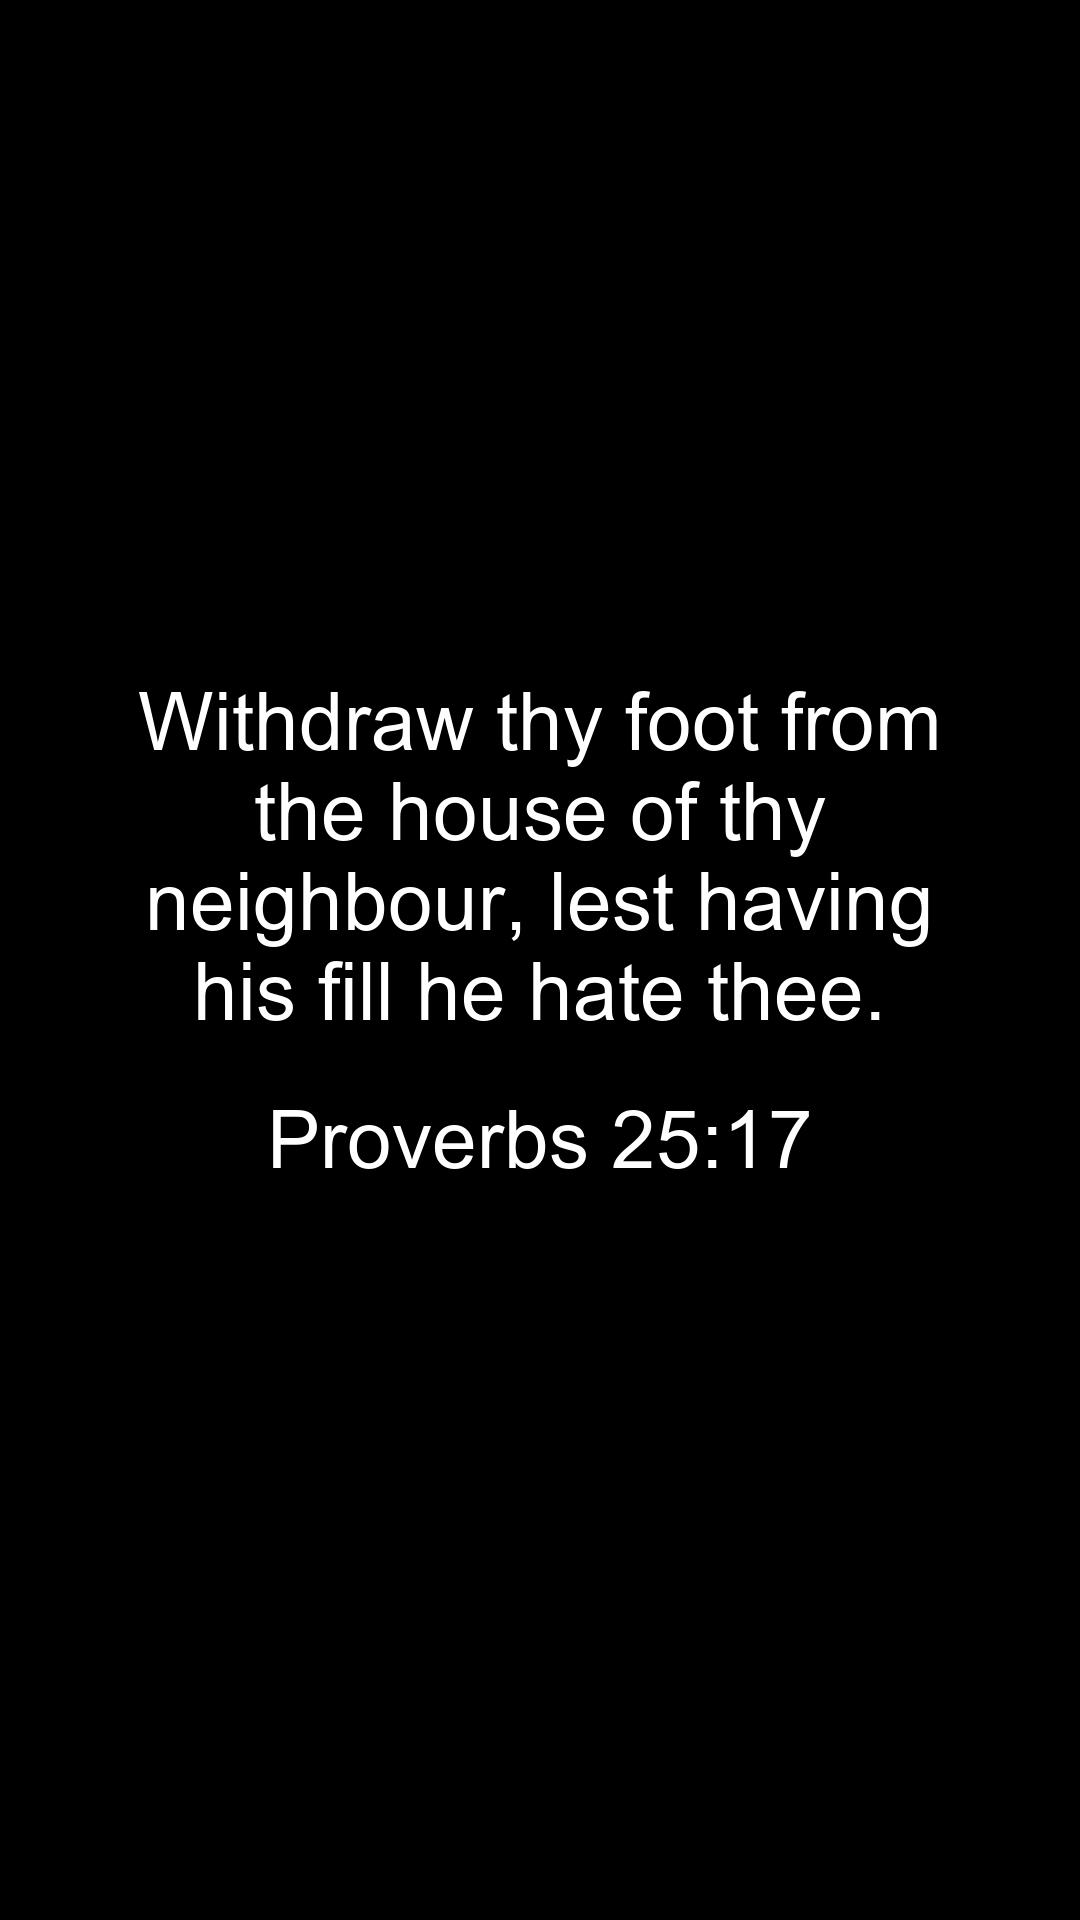 Withdraw thy foot from
the house of thy
neighbour, lest having
his fill he hate thee.
Proverbs 25:17